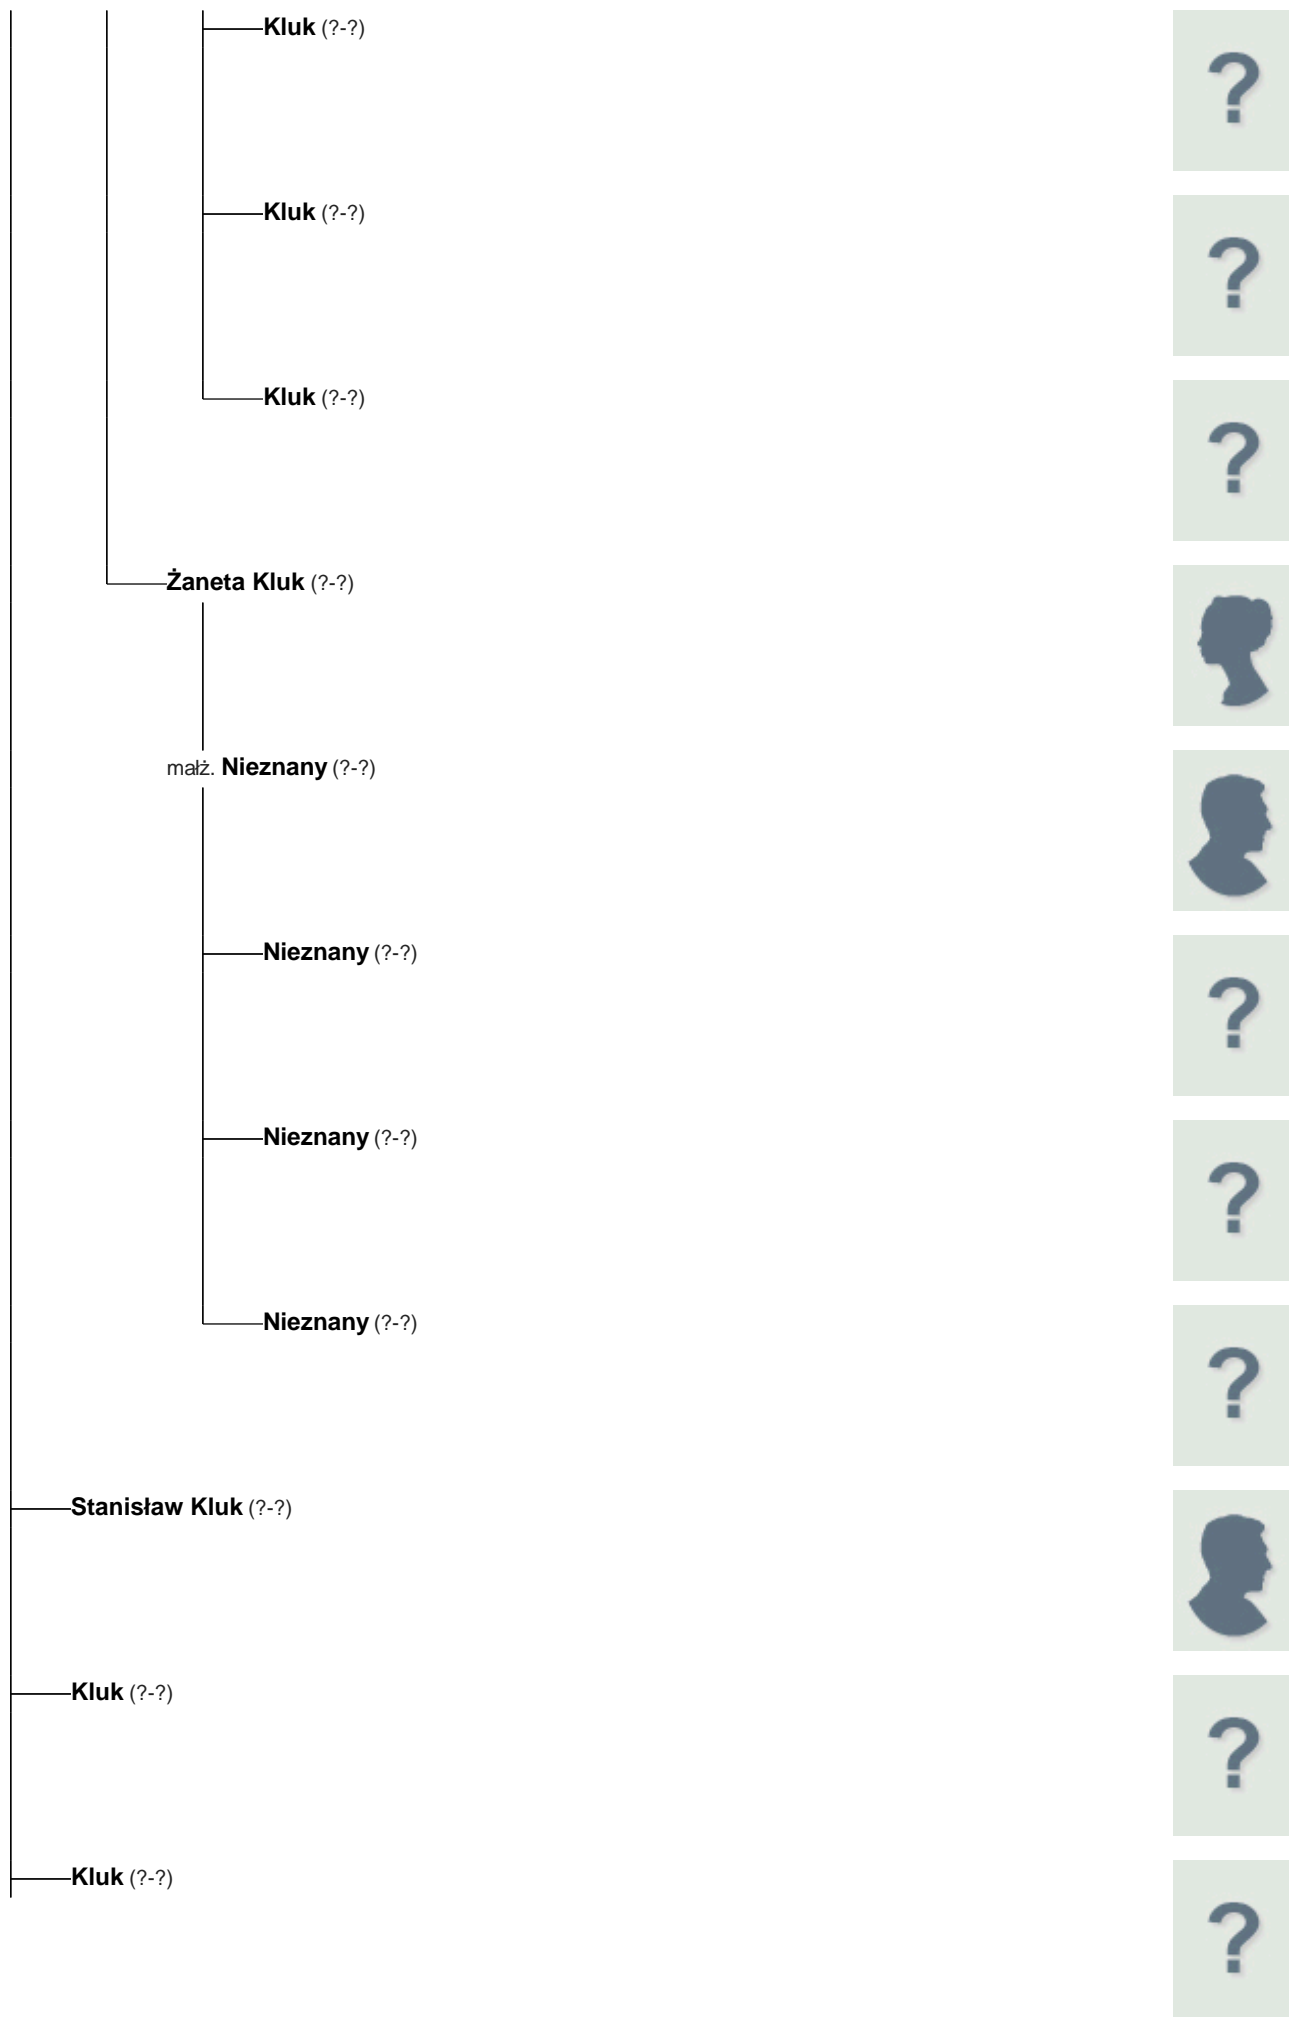 Kluk (?-?)
?
Kluk (?-?)
?
Kluk (?-?)
?
Żaneta Kluk (?-?)
małż. Nieznany (?-?)
Nieznany (?-?)
?
Nieznany (?-?)
?
Nieznany (?-?)
?
Stanisław Kluk (?-?)
Kluk (?-?)
?
Kluk (?-?)
?